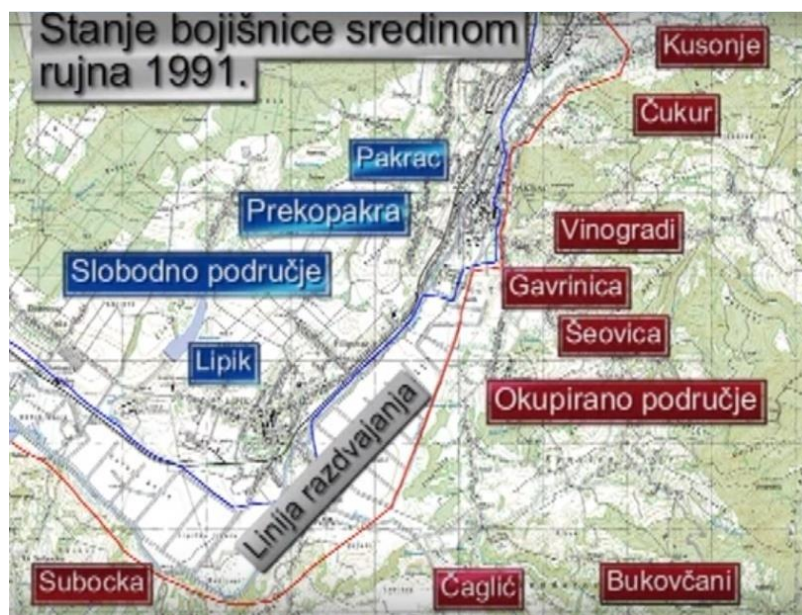 Stanje bojišnice sredinom
rujna 1991.
Kusonje
Čukur
Pakrac
Prekopakra
Vinogradi
Slobodno područje
Gavrinica
Šeovica
Lipik
Okupirano područje
Linija razdvajanja
Subocka
Čaglić
Bukovčani